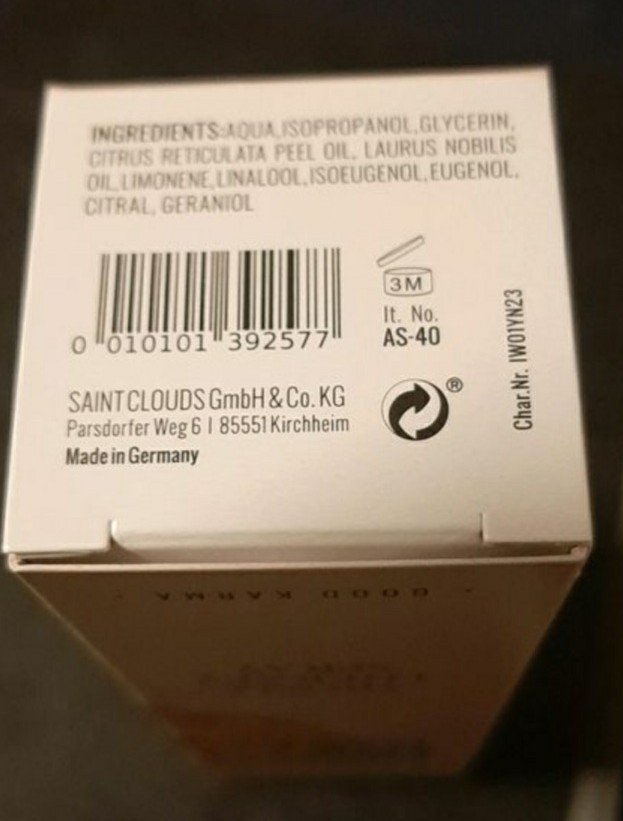 INGREDIENTS:AQUA,ISOPROPANOL,GLYCERIN,
CITRUS RETICULATA PEEL OIL, LAURUS NOBILIS
OIL,LIMONENE,LINALOOL,ISOEUGENOL,EUGENOL,
CITRAL, GERANIOL
3M
It. No.
AS-40
0 010101 392577
Char.Nr. IW01YN23
SAINT CLOUDS GmbH & Co. KG
Parsdorfer Weg 6 I 85551 Kirchheim
®
Made in Germany
· GOOD KARMA ·